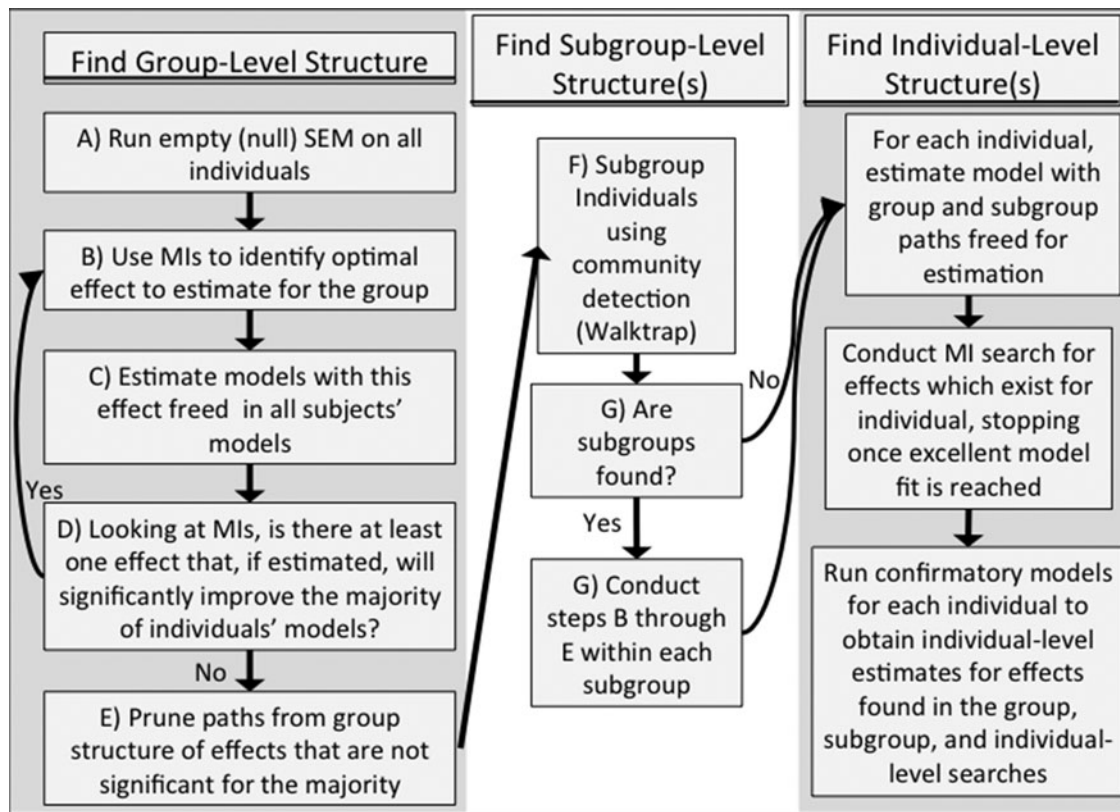 Find Group-Level Structure
A) Run empty (null) SEM on all
individuals
B) Use MIs to identify optimal
effect to estimate for the group
C) Estimate models with this
effect freed in all subjects'
models
Yes
D) Looking at MIs, is there at least
one effect that, if estimated, will
significantly improve the majority
of individuals' models?
No
E) Prune paths from group
structure of effects that are not
significant for the majority
Find Subgroup-Level
Structure(s)
F) Subgroup
Individuals
using
community
detection
(Walktrap)
No
G) Are
subgroups
found?
Yes
G) Conduct
steps B through
E within each
subgroup
Find Individual-Level
Structure(s)
For each individual,
estimate model with
group and subgroup
paths freed for
estimation
Conduct MI search for
effects which exist for
individual, stopping
once excellent model
fit is reached
Run confirmatory models
for each individual to
obtain individual-level
estimates for effects
found in the group,
subgroup, and individual-
level searches